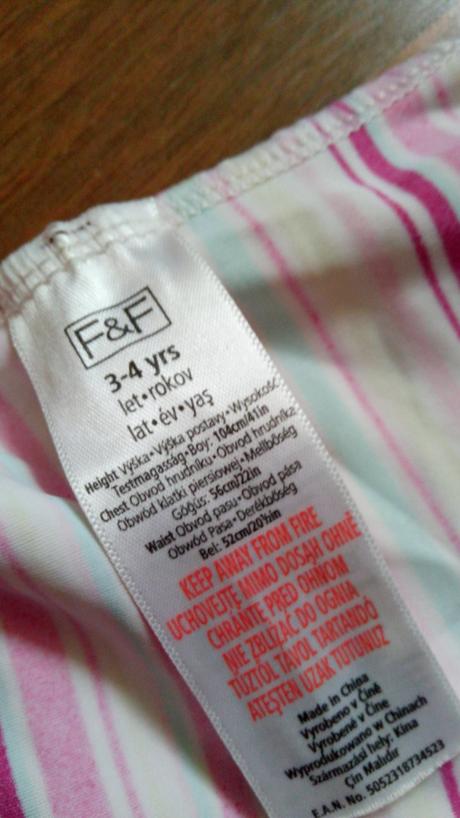 F&F
3-4 yrs
let•rokov
lat•év•yaş
Height Výška•Výška postavy•Wysokość
Testmagasság•Boy: 104cm/41in
Chest Obvod hrudníku•Obvod hrudníka
Obwód klatki piersiowej•Mellbőség
Göğüs: 56cm/22in
Waist Obvod pasu•Obvod pása
Obwód Pasa•Derékbőség
Bel: 52cm/20½in
KEEP AWAY FROM FIRE
UCHOVEJTE MIMO DOSAH OHNĚ
CHRÁŇTE PRED OHŇOM
NIE ZBLIŻAĆ DO OGNIA
TŰZTŐL TÁVOL TARTANDÓ
ATEŞTEN UZAK TUTUNUZ
Made in China
Vyrobeno v Číně
Vyrobené v Číne
Wyprodukowano w Chinach
Származási hely: Kína
Çin Malıdır
E.A.N. No. 5052318734523